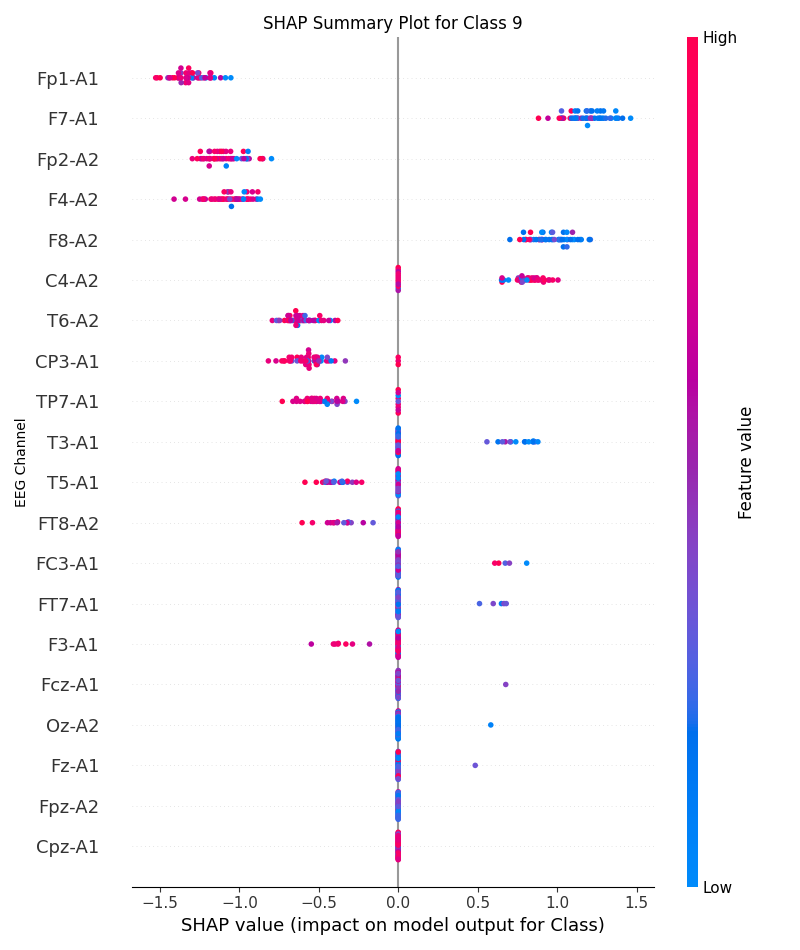 SHAP Summary Plot for Class 9
High
Fp1-A1
F7-A1
Fp2-A2
F4-A2
F8-A2
C4-A2
T6-A2
CP3-A1
TP7-A1
T3-A1
T5-A1
FT8-A2
FC3-A1
FT7-A1
F3-A1
Fcz-A1
Oz-A2
Fz-A1
Fpz-A2
Cpz-A1
EEG Channel
Feature value
Low
−1.5 −1.0 −0.5 0.0 0.5 1.0 1.5
SHAP value (impact on model output for Class)